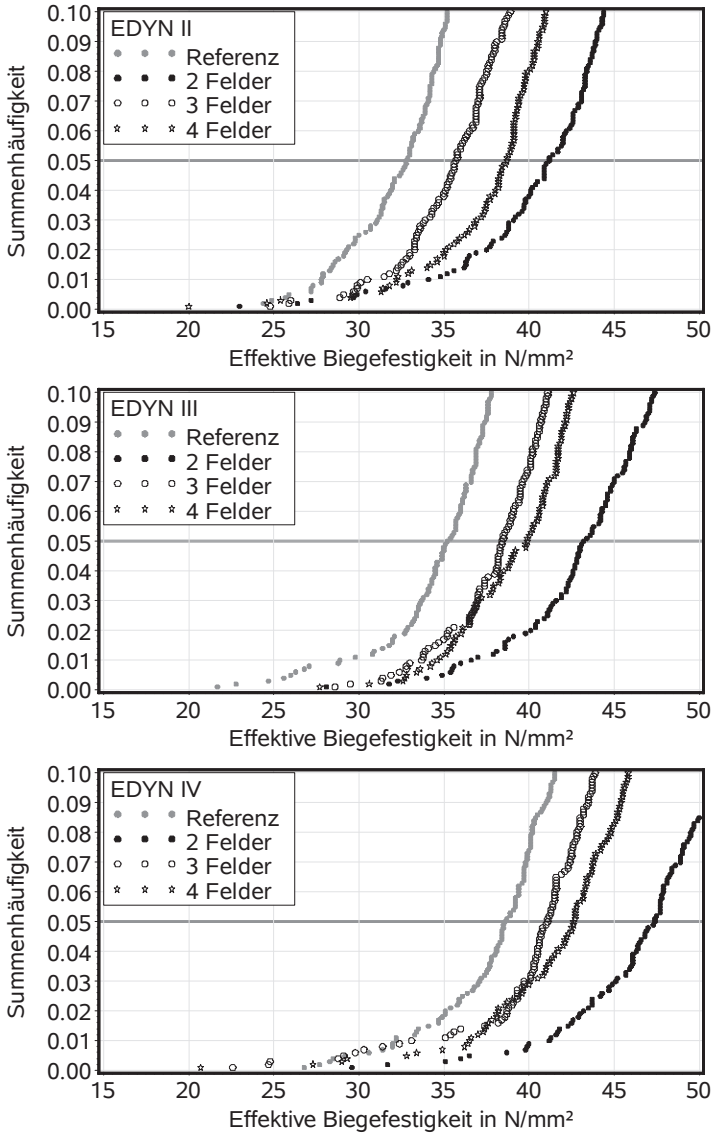 EDYN II
Referenz
2 Felder
3 Felder
4 Felder
Summenhäufigkeit
0.10
0.09
0.08
0.07
0.06
0.05
0.04
0.03
0.02
0.01
0.00
15 20 25 30 35 40 45 50
Effektive Biegefestigkeit in N/mm²
EDYN III
Referenz
2 Felder
3 Felder
4 Felder
Summenhäufigkeit
0.10
0.09
0.08
0.07
0.06
0.05
0.04
0.03
0.02
0.01
0.00
15 20 25 30 35 40 45 50
Effektive Biegefestigkeit in N/mm²
EDYN IV
Referenz
2 Felder
3 Felder
4 Felder
Summenhäufigkeit
0.10
0.09
0.08
0.07
0.06
0.05
0.04
0.03
0.02
0.01
0.00
15 20 25 30 35 40 45 50
Effektive Biegefestigkeit in N/mm²